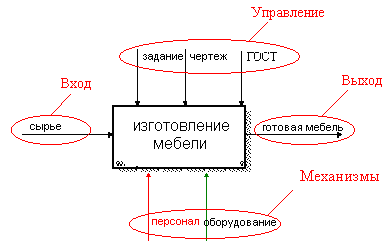 Управление
задание чертеж ГОСТ
Вход
Выход
сырье
изготовление
мебели
готовая мебель
Механизмы
персонал оборудование